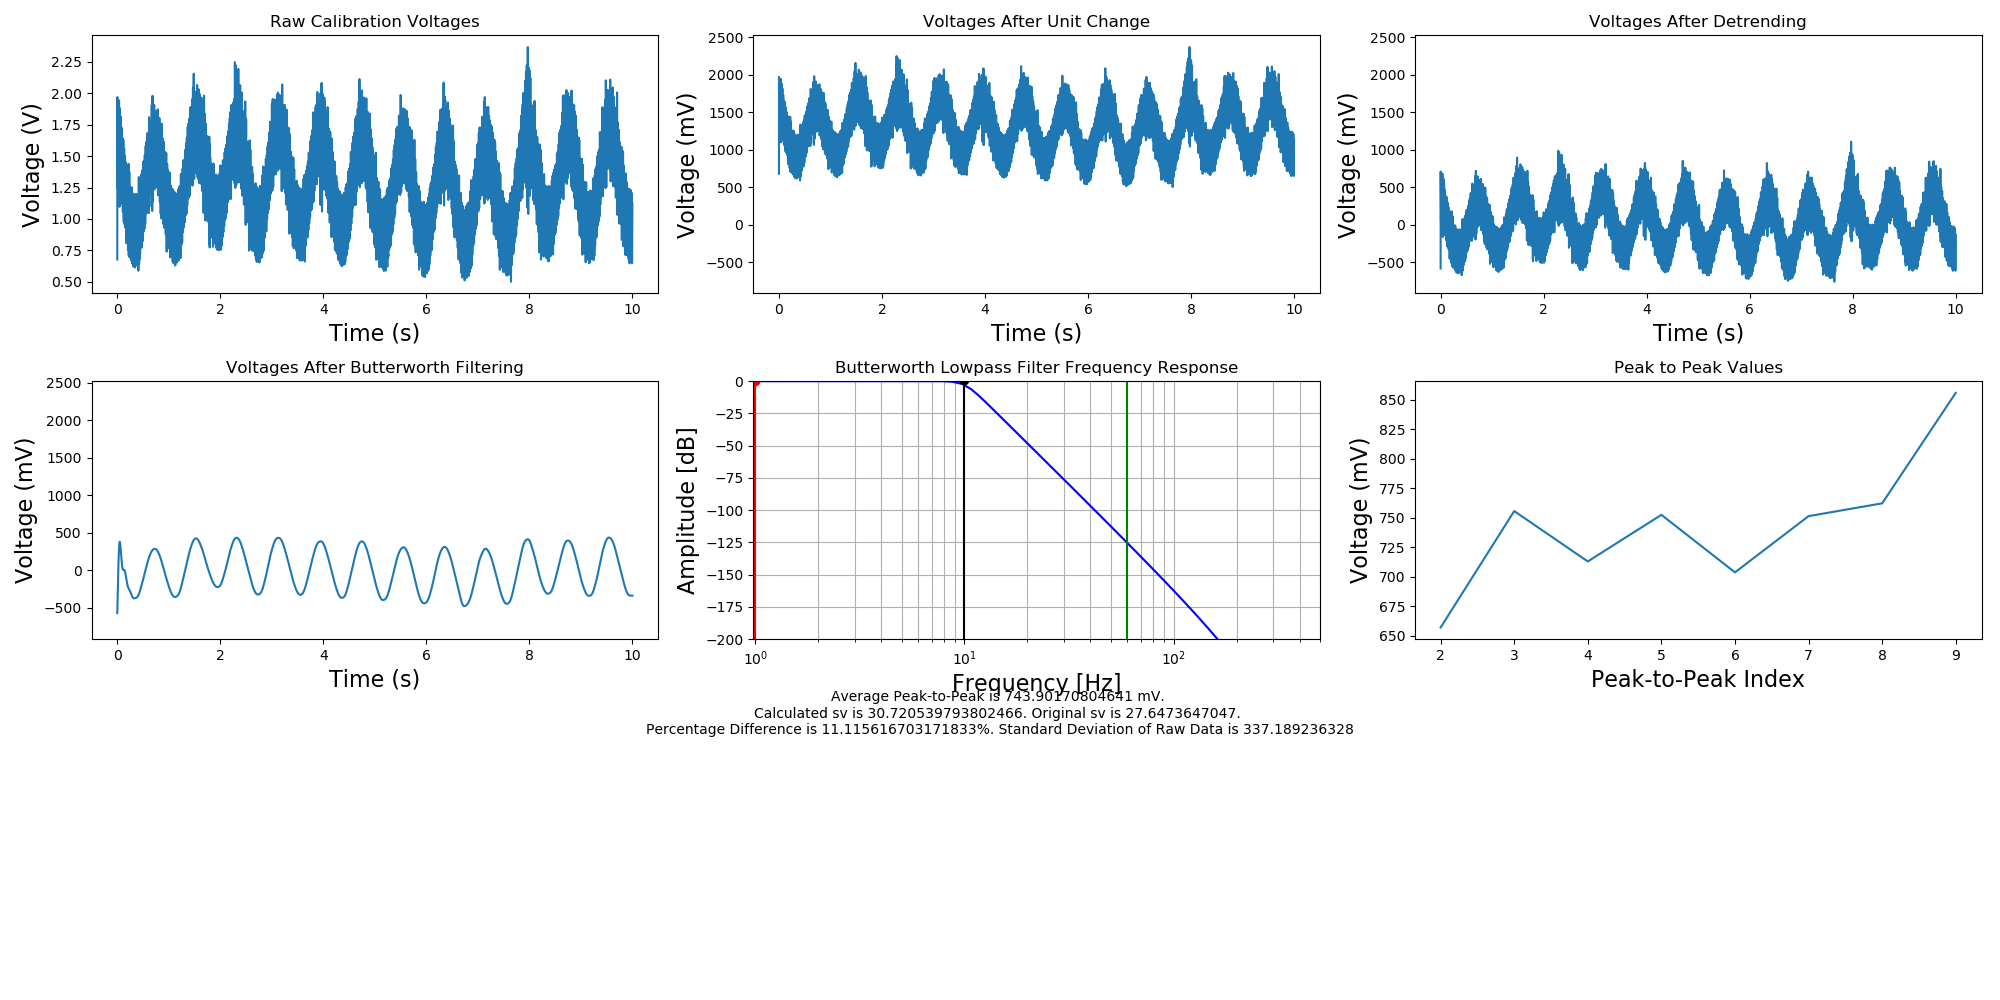 Raw Calibration Voltages
Voltage (V)
2.25
2.00
1.75
1.50
1.25
1.00
0.75
0.50
0 2 4 6 8 10
Time (s)
Voltages After Unit Change
Voltage (mV)
2500
2000
1500
1000
500
0
−500
0 2 4 6 8 10
Time (s)
Voltages After Detrending
Voltage (mV)
2500
2000
1500
1000
500
0
−500
0 2 4 6 8 10
Time (s)
Voltages After Butterworth Filtering
Voltage (mV)
2500
2000
1500
1000
500
0
−500
0 2 4 6 8 10
Time (s)
Butterworth Lowpass Filter Frequency Response
Amplitude [dB]
0
−25
−50
−75
−100
−125
−150
−175
−200
10⁰ 10¹ 10²
Frequency [Hz]
Peak to Peak Values
Voltage (mV)
850
825
800
775
750
725
700
675
650
2 3 4 5 6 7 8 9
Peak-to-Peak Index
Average Peak-to-Peak is 743.90170804641 mV.
Calculated sv is 30.720539793802466. Original sv is 27.6473647047.
Percentage Difference is 11.115616703171833%. Standard Deviation of Raw Data is 337.189236328